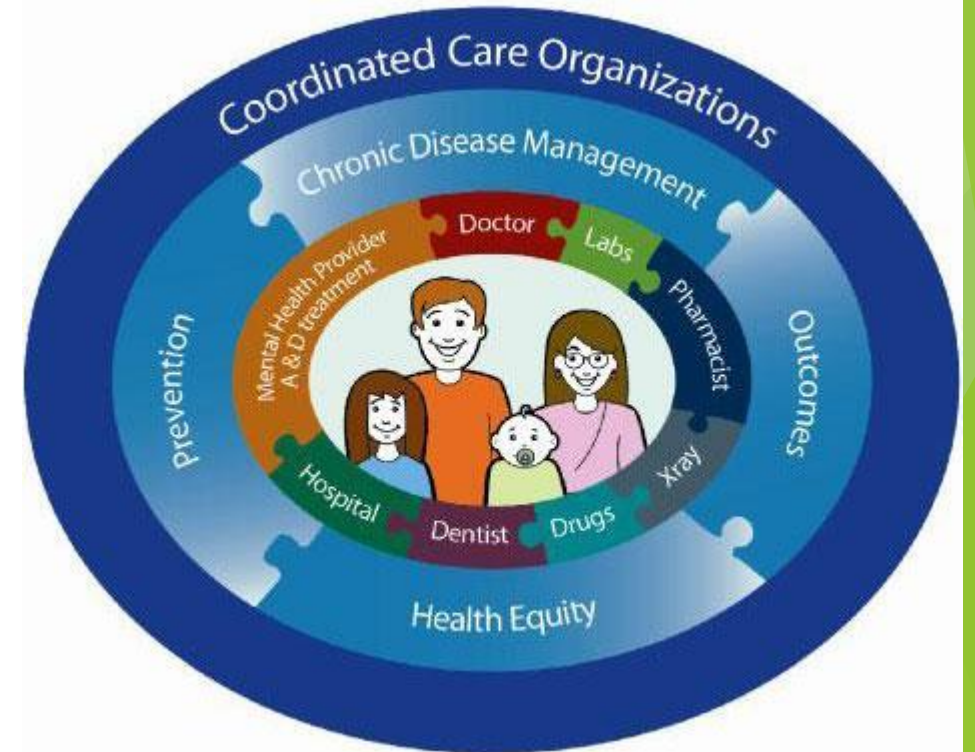 Coordinated Care Organizations
Chronic Disease Management
Prevention
Outcomes
Health Equity
Mental Health Provider
A & D treatment
Doctor
Labs
Pharmacist
Xray
Drugs
Dentist
Hospital